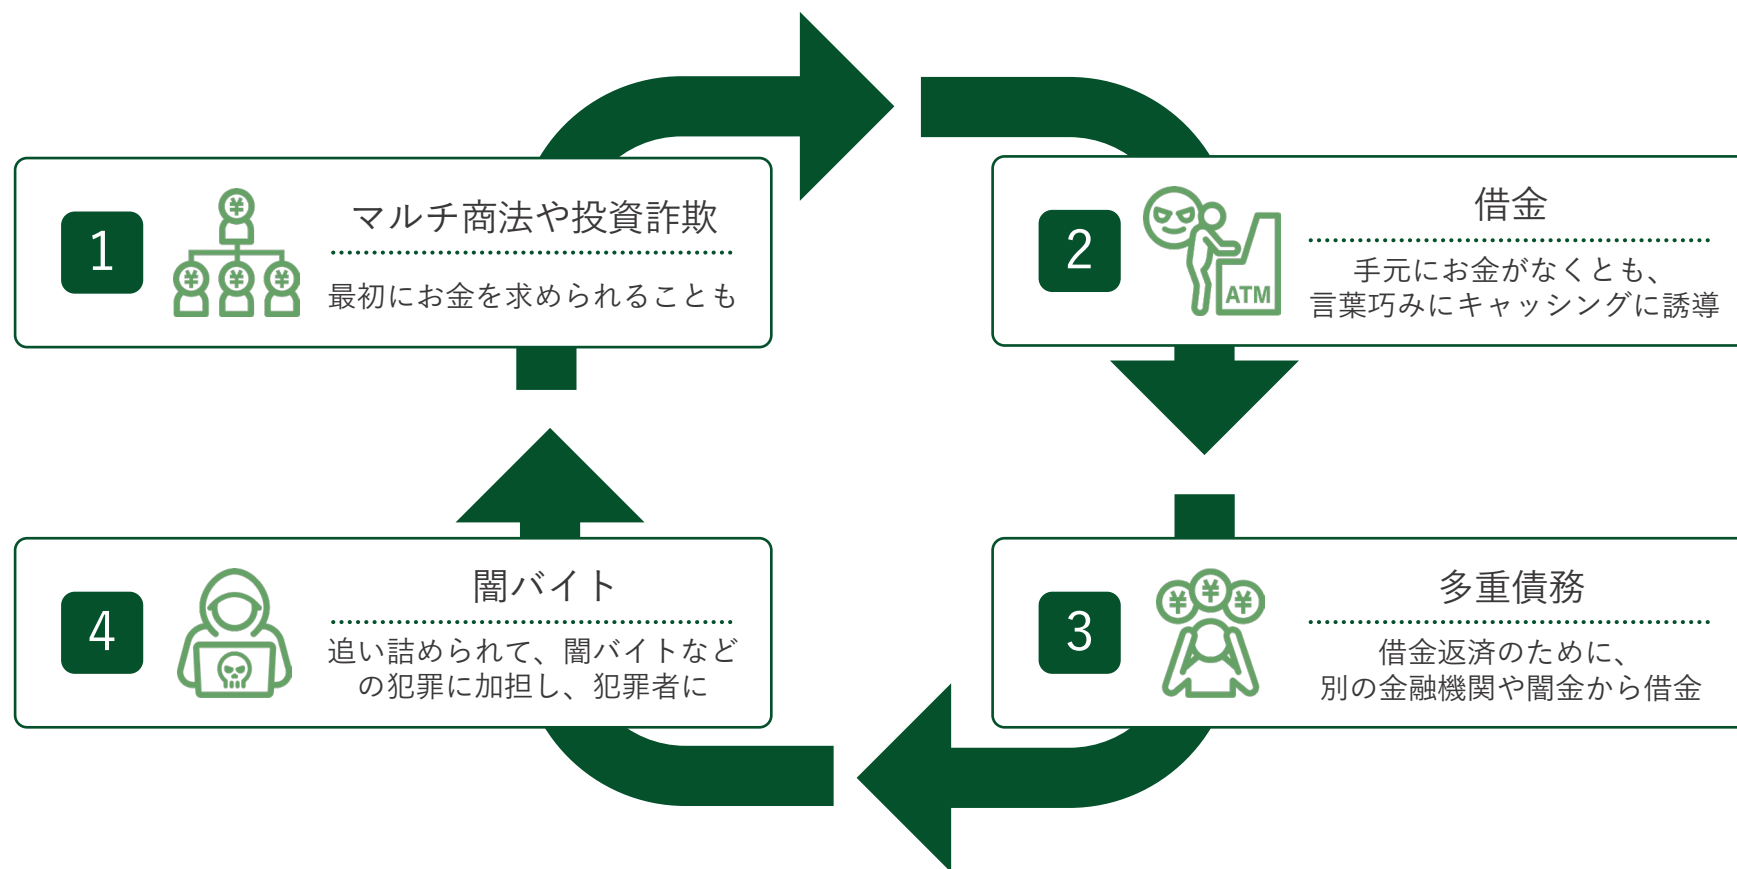 1
マルチ商法や投資詐欺
最初にお金を求められることも
2
ATM
借金
手元にお金がなくとも、
言葉巧みにキャッシングに誘導
3
¥ ¥ ¥
多重債務
借金返済のために、
別の金融機関や闇金から借金
4
闇バイト
追い詰められて、闇バイトなど
の犯罪に加担し、犯罪者に